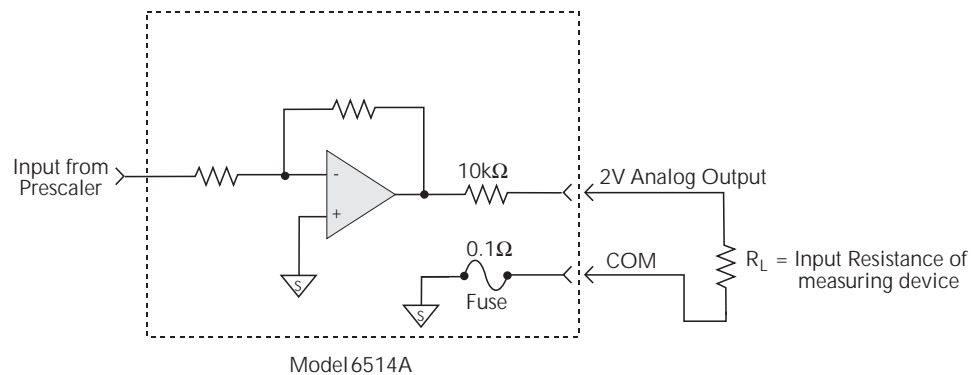 Input from
Prescaler
-
+
S
10kΩ
2V Analog Output
0.1Ω
Fuse
S
COM
R_L = Input Resistance of
measuring device
Model 6514A